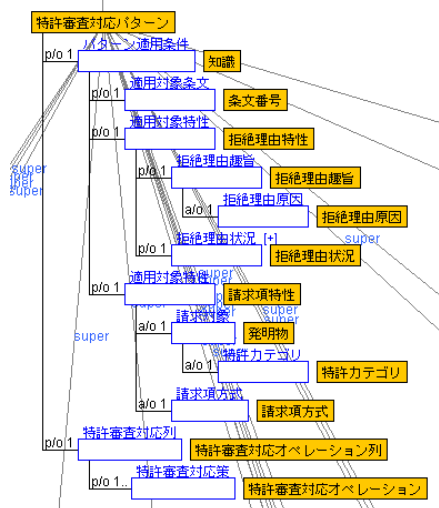 特許審査対応パターン
パターン適用条件
p/o 1 知識
適用対象条文
p/o 1 条文番号
適用対象特性
p/o 1 拒絶理由特性
拒絶理由趣旨
super
p/o 1 拒絶理由趣旨
super
拒絶理由原因
a/o 1 拒絶理由原因
拒絶理由状況 [+]
super
p/o 1 拒絶理由状況
super
適用対象特性
p/o 1 請求項特性
請求対象
super
a/o 1 発明物
super
特許カテゴリ
a/o 1 特許カテゴリ
請求項方式
a/o 1 請求項方式
特許審査対応列
p/o 1 特許審査対応オペレーション列
特許審査対応策
p/o 1.. 特許審査対応オペレーション